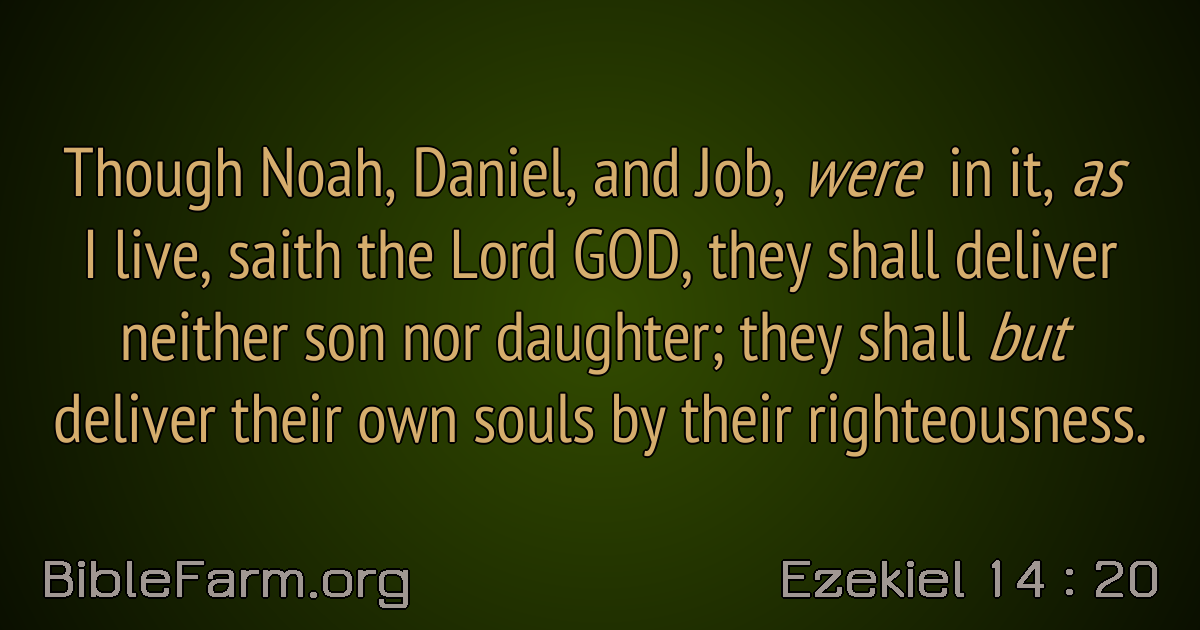 Though Noah, Daniel, and Job, were in it, as
I live, saith the Lord GOD, they shall deliver
neither son nor daughter; they shall but
deliver their own souls by their righteousness.
BibleFarm.org
Ezekiel 14 : 20